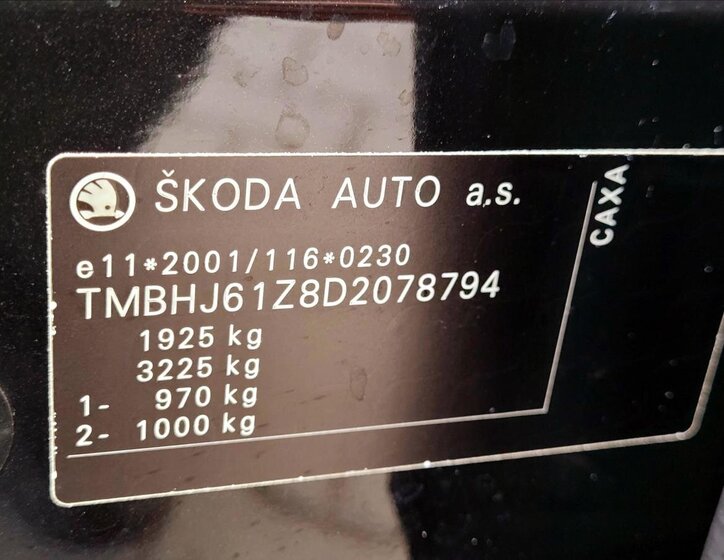 ŠKODA AUTO a.s.
e11*2001/116*0230
TMBHJ61Z8D2078794
1925 kg
3225 kg
1- 970 kg
2- 1000 kg
CAXA